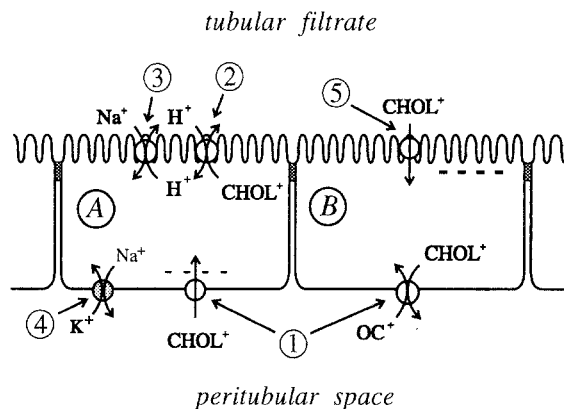 tubular filtrate
③ ② ⑤
Na⁺ H⁺ CHOL⁺
H⁺ CHOL⁺
A B
Na⁺ CHOL⁺
④ K⁺ CHOL⁺ ① OC⁺
peritubular space